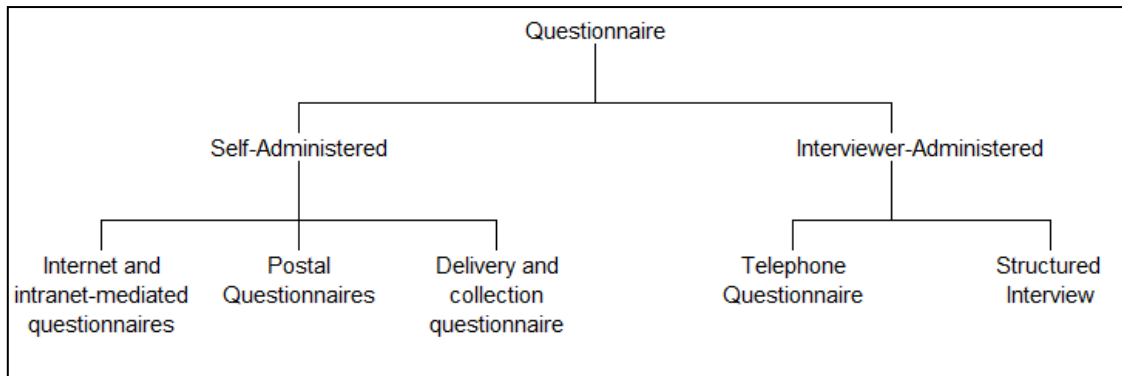 Questionnaire
Self-Administered
Interviewer-Administered
Internet and
intranet-mediated
questionnaires
Postal
Questionnaires
Delivery and
collection
questionnaire
Telephone
Questionnaire
Structured
Interview